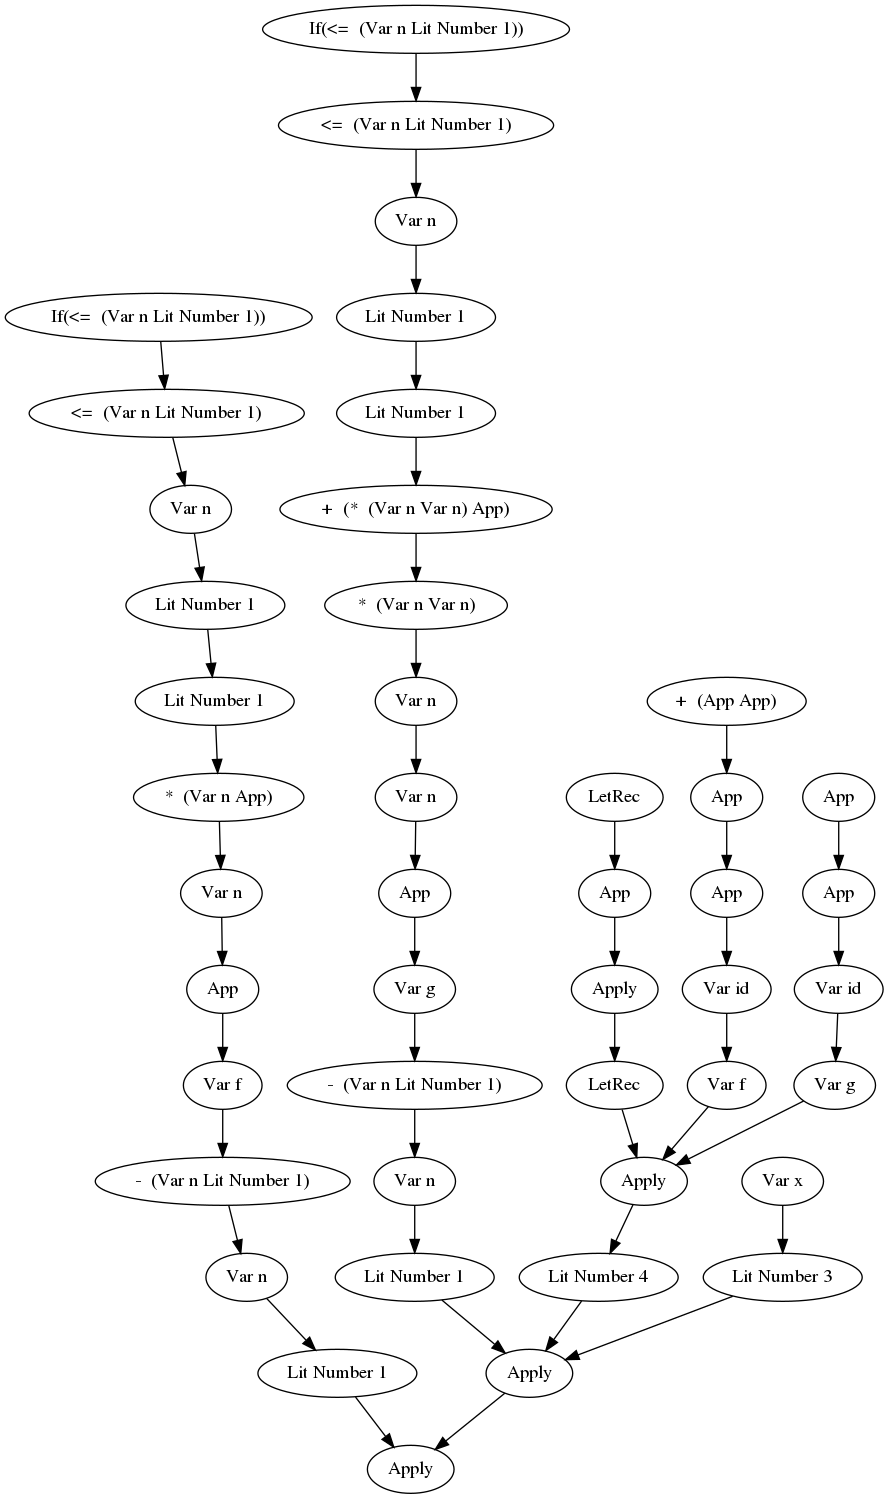 If(<=  (Var n Lit Number 1))
<=  (Var n Lit Number 1)
Var n
If(<=  (Var n Lit Number 1))
Lit Number 1
<=  (Var n Lit Number 1)
Lit Number 1
Var n
+  (*  (Var n Var n) App)
Lit Number 1
*  (Var n Var n)
Lit Number 1
Var n
+  (App App)
*  (Var n App)
Var n
LetRec
App
App
Var n
App
App
App
App
App
Var g
Apply
Var id
Var id
Var f
-  (Var n Lit Number 1)
LetRec
Var f
Var g
-  (Var n Lit Number 1)
Var n
Apply
Var x
Var n
Lit Number 1
Lit Number 4
Lit Number 3
Lit Number 1
Apply
Apply